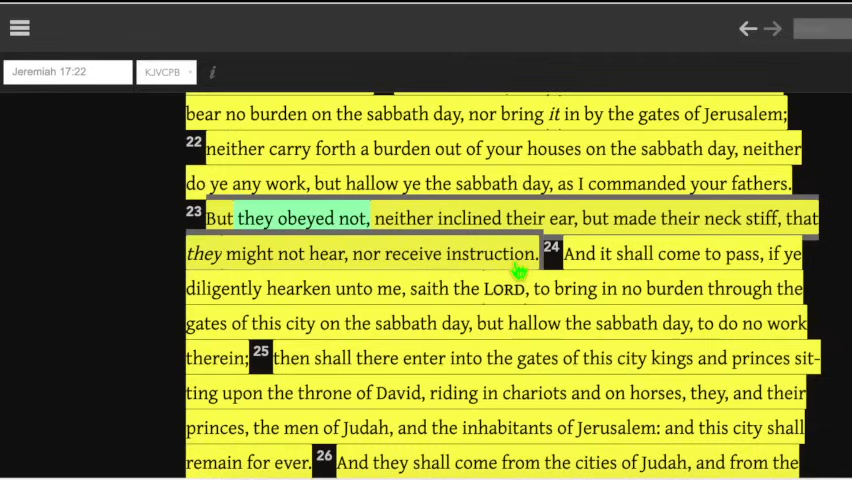 Jeremiah 17:22
KJVCPB
i
bear no burden on the sabbath day, nor bring it in by the gates of Jerusalem;
22 neither carry forth a burden out of your houses on the sabbath day, neither
do ye any work, but hallow ye the sabbath day, as I commanded your fathers.
23 But they obeyed not, neither inclined their ear, but made their neck stiff, that
they might not hear, nor receive instruction. 24 And it shall come to pass, if ye
diligently hearken unto me, saith the LORD, to bring in no burden through the
gates of this city on the sabbath day, but hallow the sabbath day, to do no work
therein; 25 then shall there enter into the gates of this city kings and princes sit-
ting upon the throne of David, riding in chariots and on horses, they, and their
princes, the men of Judah, and the inhabitants of Jerusalem: and this city shall
remain for ever. 26 And they shall come from the cities of Judah, and from the